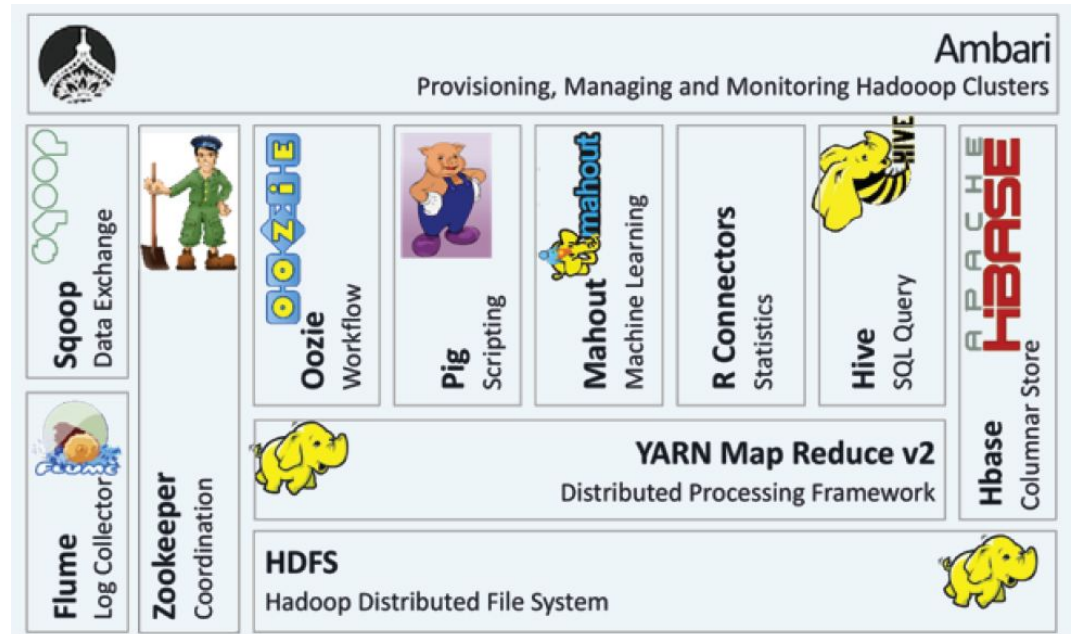 Ambari
Provisioning, Managing and Monitoring Hadooop Clusters
sqoop
Sqoop
Data Exchange
FLUME
Flume
Log Collector
Zookeeper
Coordination
OOZIE
Oozie
Workflow
Pig
Scripting
mahout
Mahout
Machine Learning
R Connectors
Statistics
HIVE
Hive
SQL Query
APACHE
HBASE
Hbase
Columnar Store
YARN Map Reduce v2
Distributed Processing Framework
HDFS
Hadoop Distributed File System